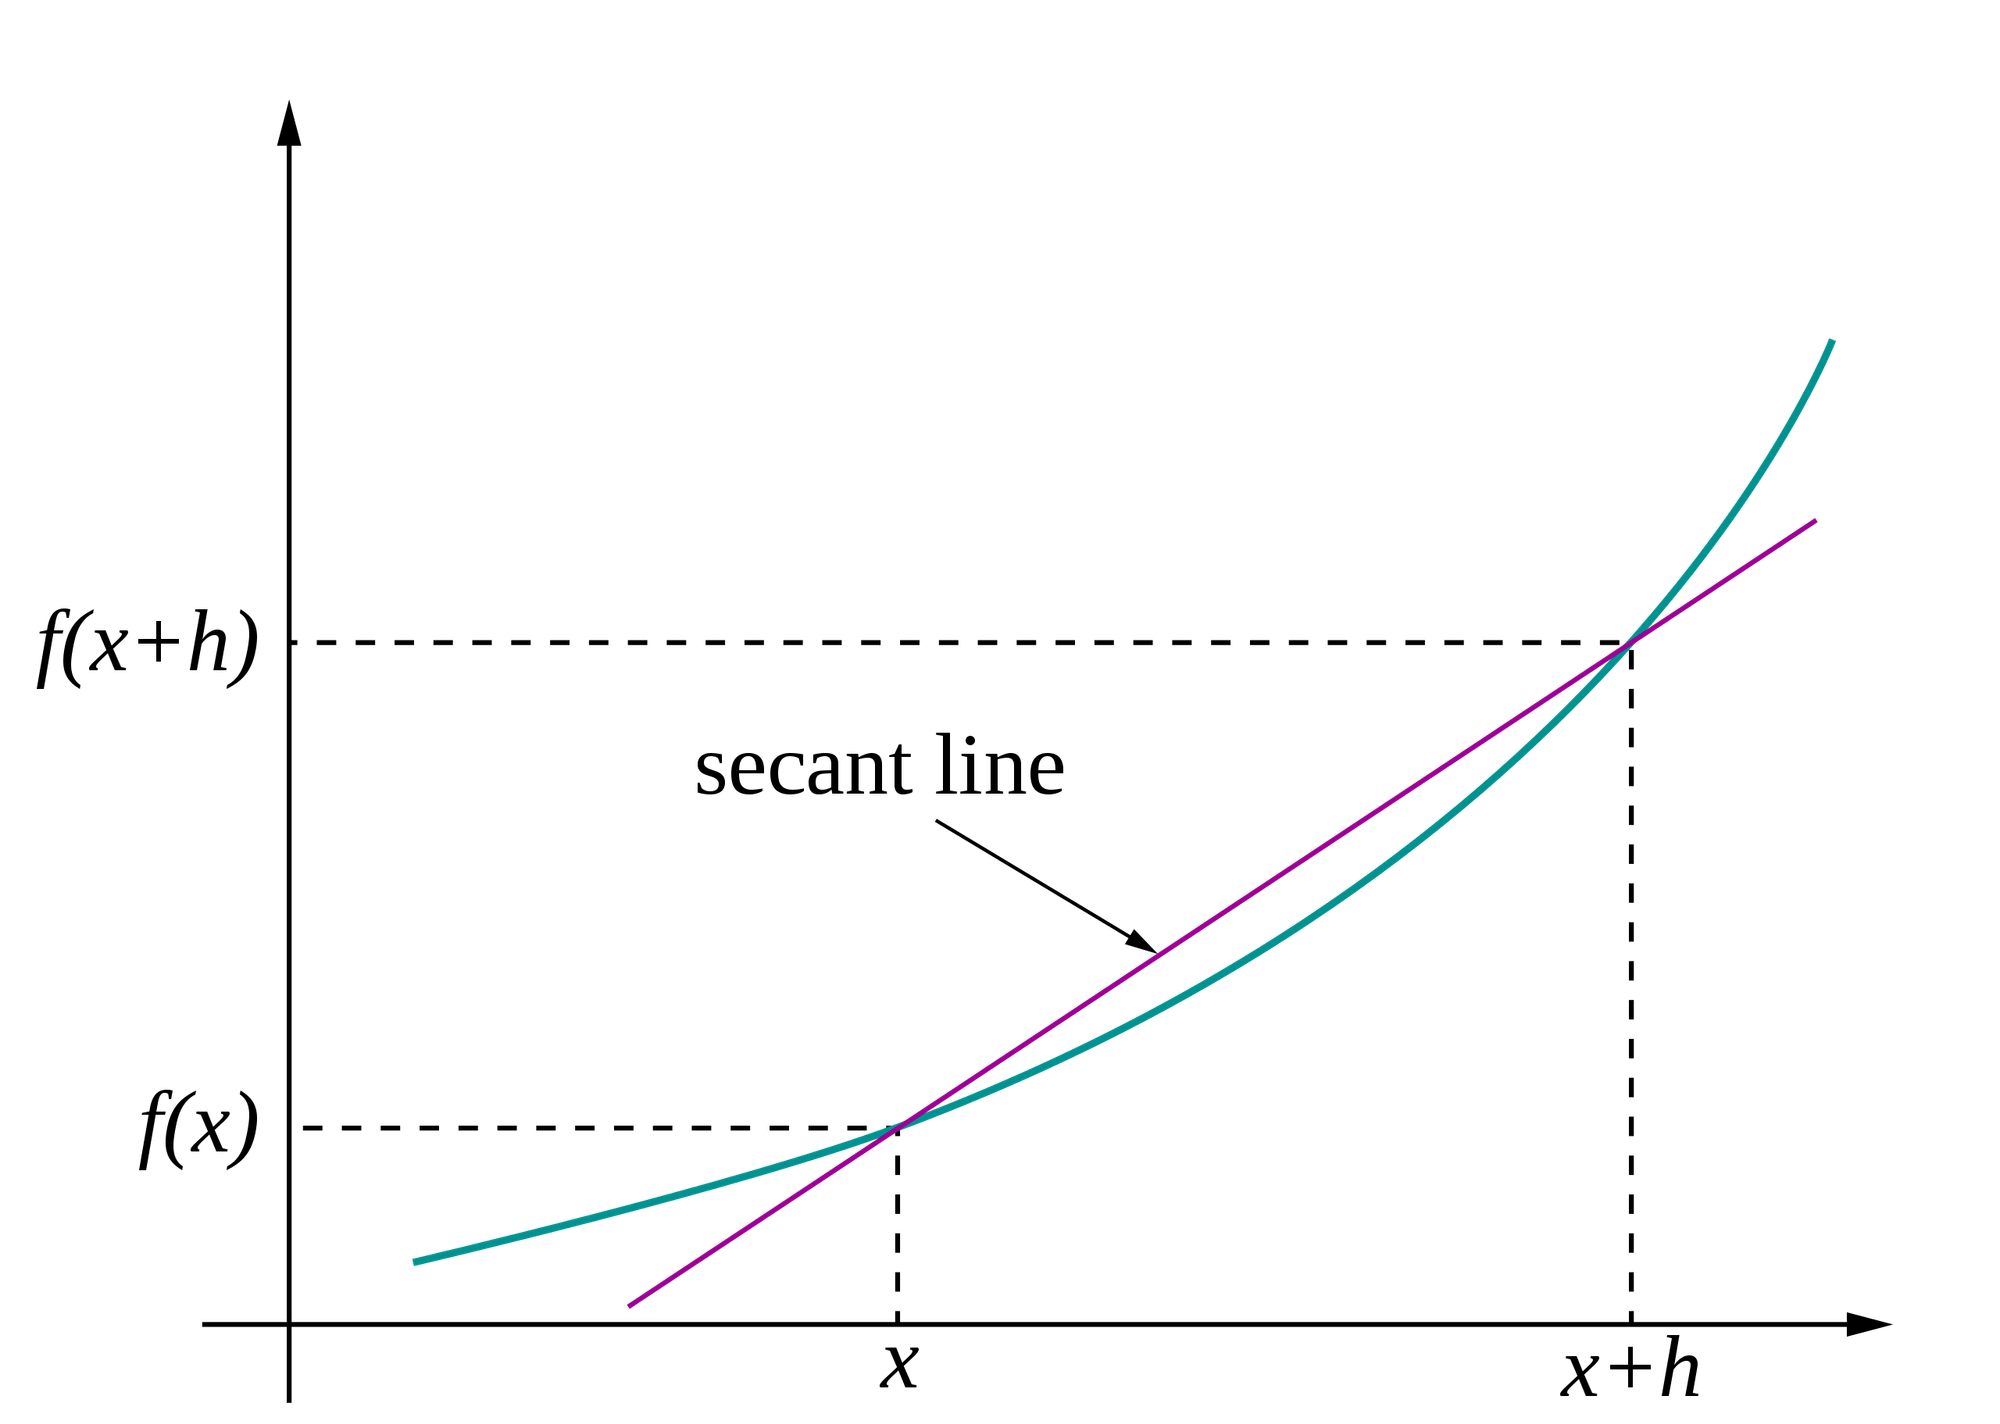 f(x+h)
secant line
f(x)
x
x+h